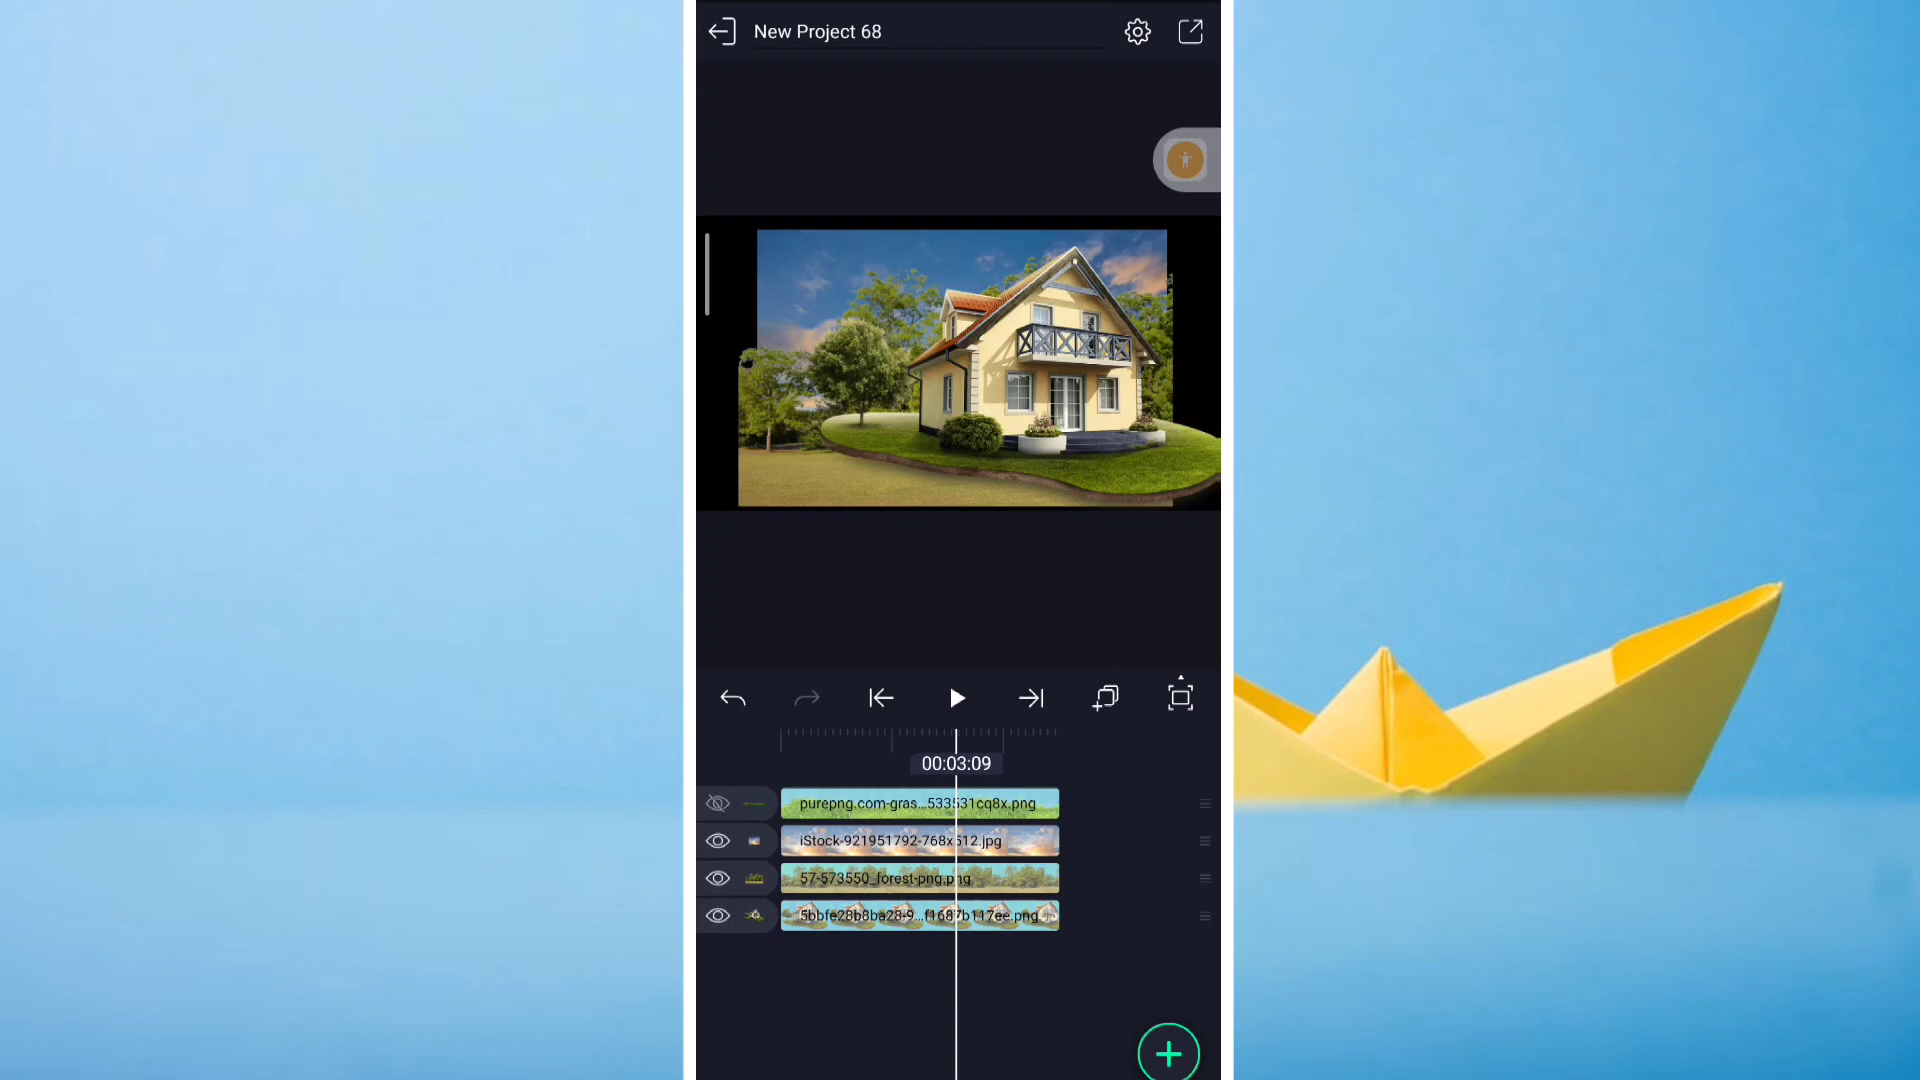 New Project 68
00:03:09
purepng.com-gras...533531cq8x.png
iStock-921951792-768x512.jpg
57-573550_forest-png.png
5bbfe28b8ba28-9...f1687b117ee.png